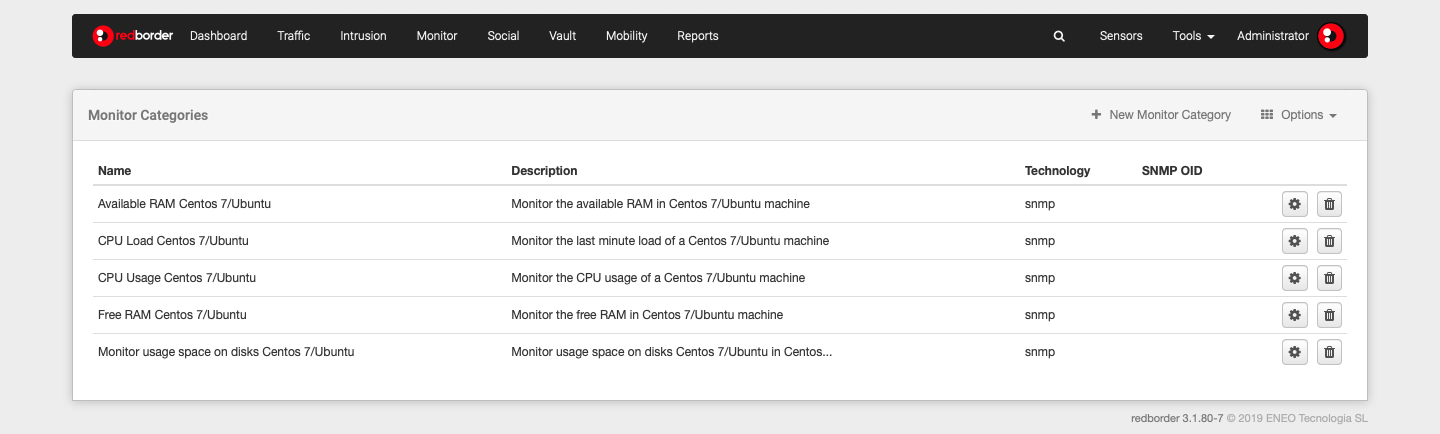 redborder Dashboard Traffic Intrusion Monitor Social Vault Mobility Reports Sensors Tools Administrator
Monitor Categories New Monitor Category Options
Name Description Technology SNMP OID
Available RAM Centos 7/Ubuntu Monitor the available RAM in Centos 7/Ubuntu machine snmp
CPU Load Centos 7/Ubuntu Monitor the last minute load of a Centos 7/Ubuntu machine snmp
CPU Usage Centos 7/Ubuntu Monitor the CPU usage of a Centos 7/Ubuntu machine snmp
Free RAM Centos 7/Ubuntu Monitor the free RAM in Centos 7/Ubuntu machine snmp
Monitor usage space on disks Centos 7/Ubuntu Monitor usage space on disks Centos 7/Ubuntu in Centos... snmp
redborder 3.1.80-7 © 2019 ENEO Tecnologia SL